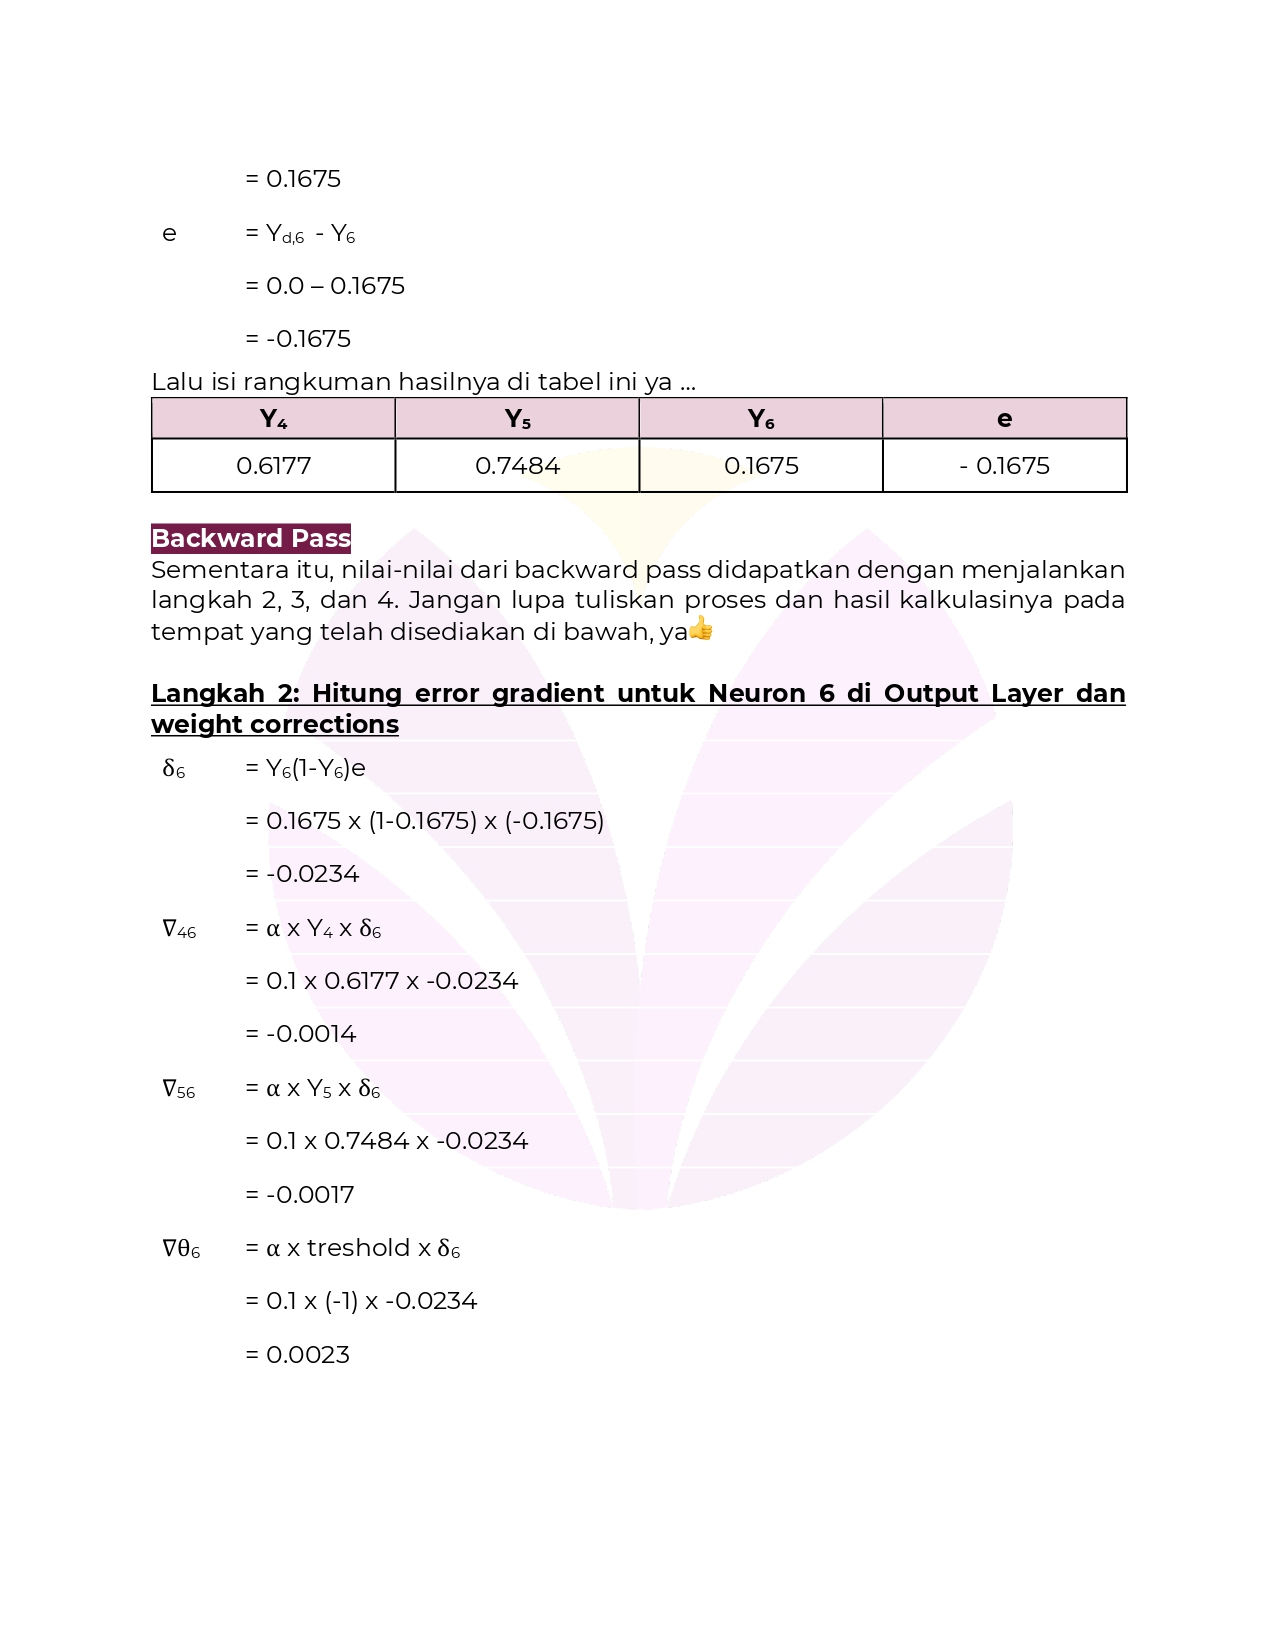 = 0.1675
e = Yd,6 - Y6
= 0.0 – 0.1675
= -0.1675
Lalu isi rangkuman hasilnya di tabel ini ya ...
Y4 Y5 Y6 e
0.6177 0.7484 0.1675 - 0.1675
Backward Pass
Sementara itu, nilai-nilai dari backward pass didapatkan dengan menjalankan
langkah 2, 3, dan 4. Jangan lupa tuliskan proses dan hasil kalkulasinya pada
tempat yang telah disediakan di bawah, ya👍
Langkah 2: Hitung error gradient untuk Neuron 6 di Output Layer dan
weight corrections
δ6 = Y6(1-Y6)e
= 0.1675 x (1-0.1675) x (-0.1675)
= -0.0234
∇46 = α x Y4 x δ6
= 0.1 x 0.6177 x -0.0234
= -0.0014
∇56 = α x Y5 x δ6
= 0.1 x 0.7484 x -0.0234
= -0.0017
∇θ6 = α x treshold x δ6
= 0.1 x (-1) x -0.0234
= 0.0023